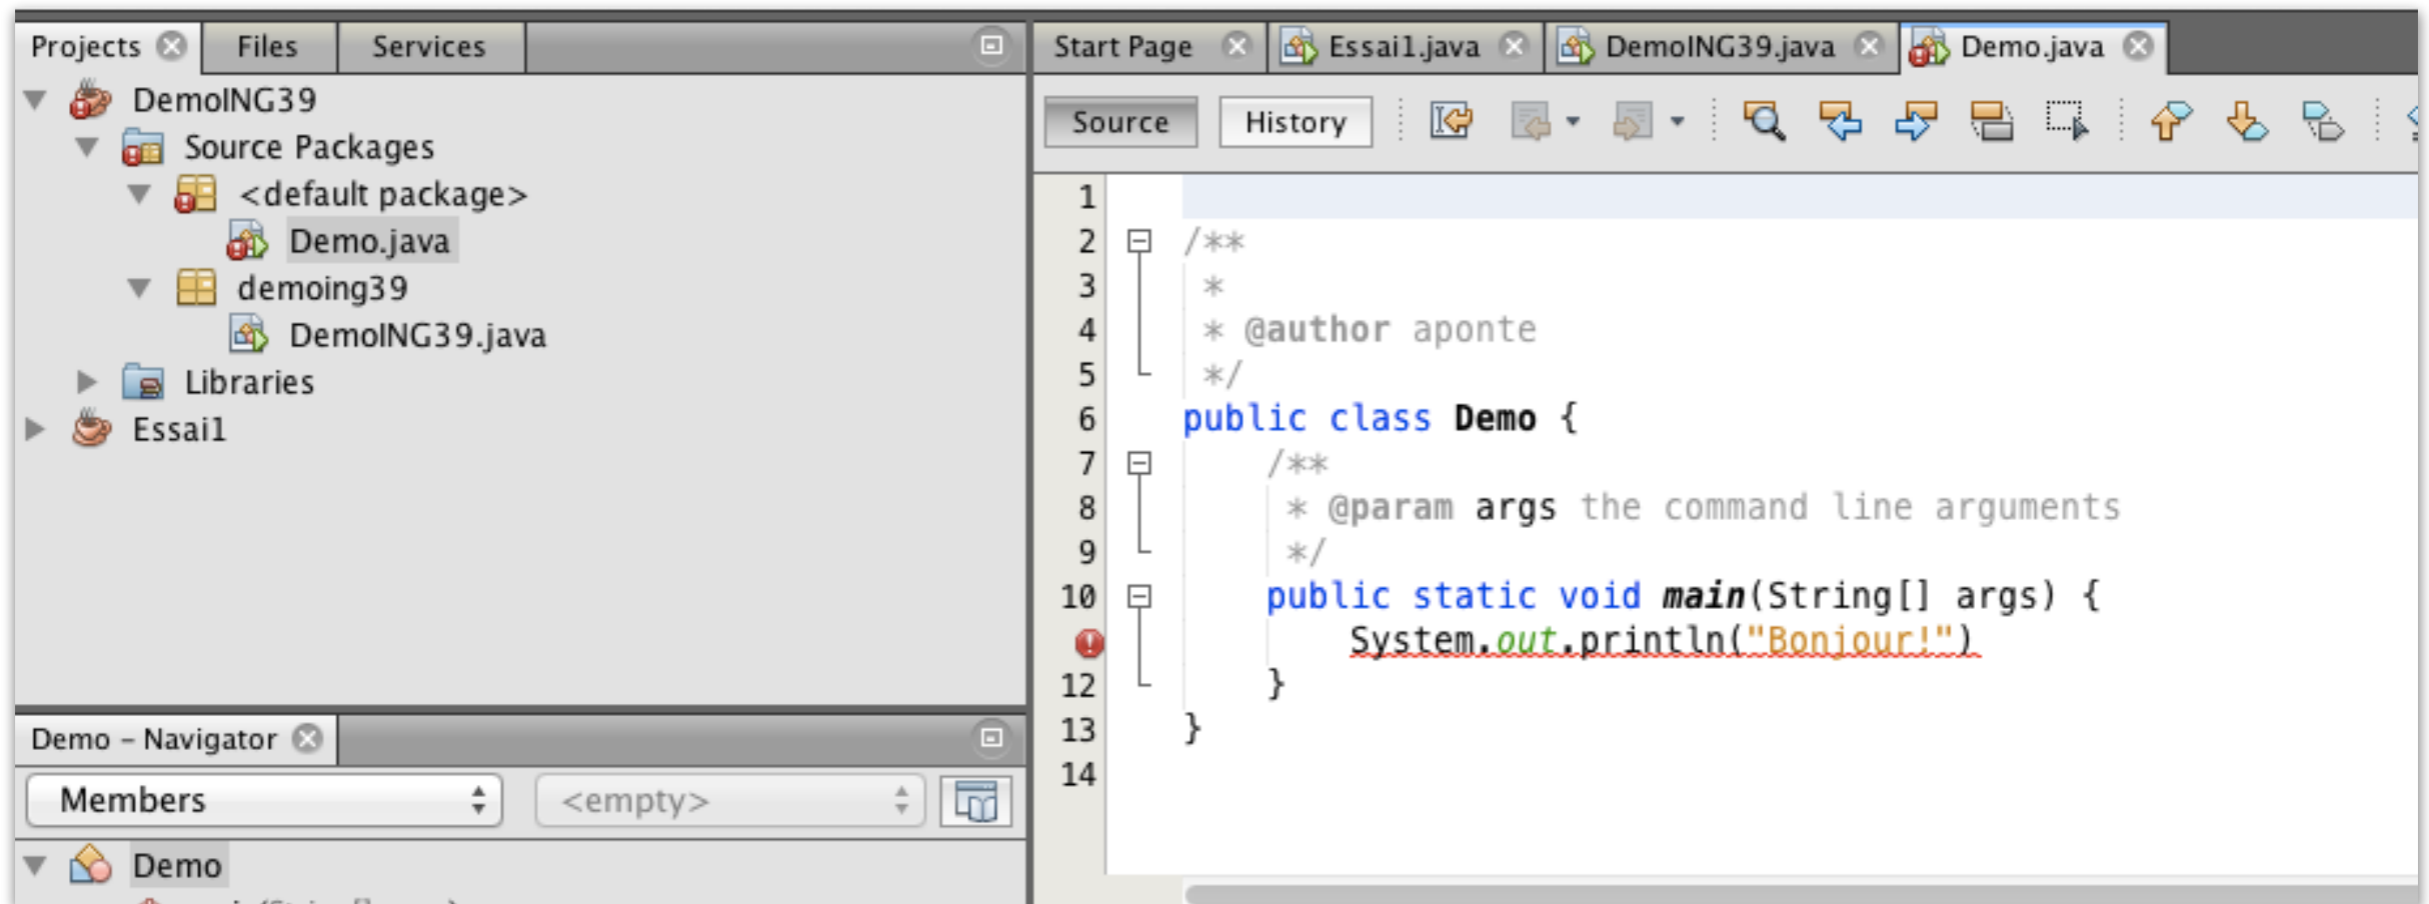 Projects Files Services
DemoING39
Source Packages
<default package>
Demo.java
demoing39
DemoING39.java
Libraries
Essai1
Demo – Navigator
Members <empty>
Demo
Start Page Essai1.java DemoING39.java Demo.java
Source History
1
2 /**
3 *
4 * @author aponte
5 */
6 public class Demo {
7 /**
8 * @param args the command line arguments
9 */
10 public static void main(String[] args) {
System.out.println("Bonjour!")
12 }
13 }
14